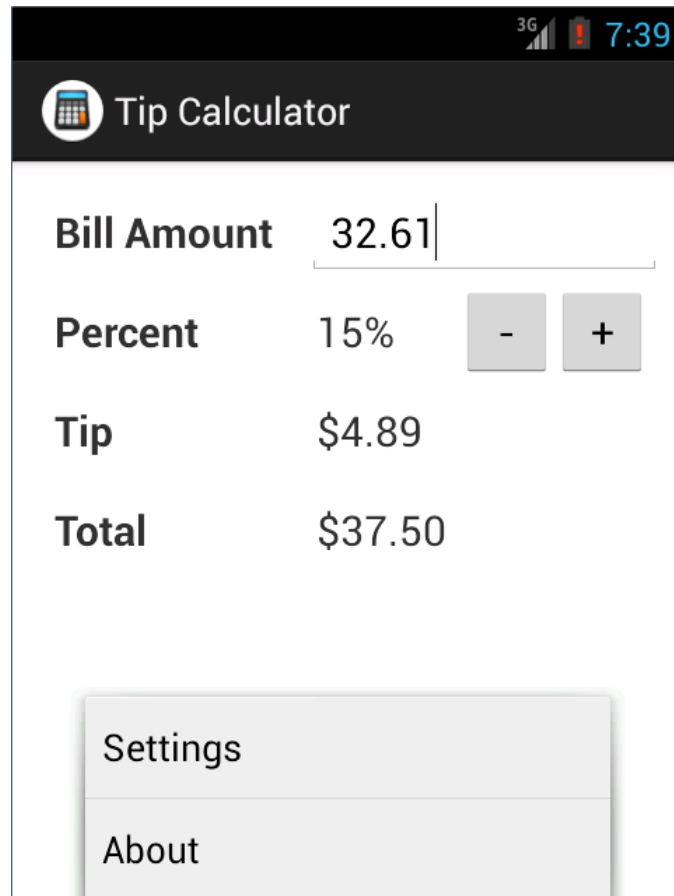 3G 7:39
Tip Calculator
Bill Amount 32.61
Percent 15% - +
Tip $4.89
Total $37.50
Settings
About